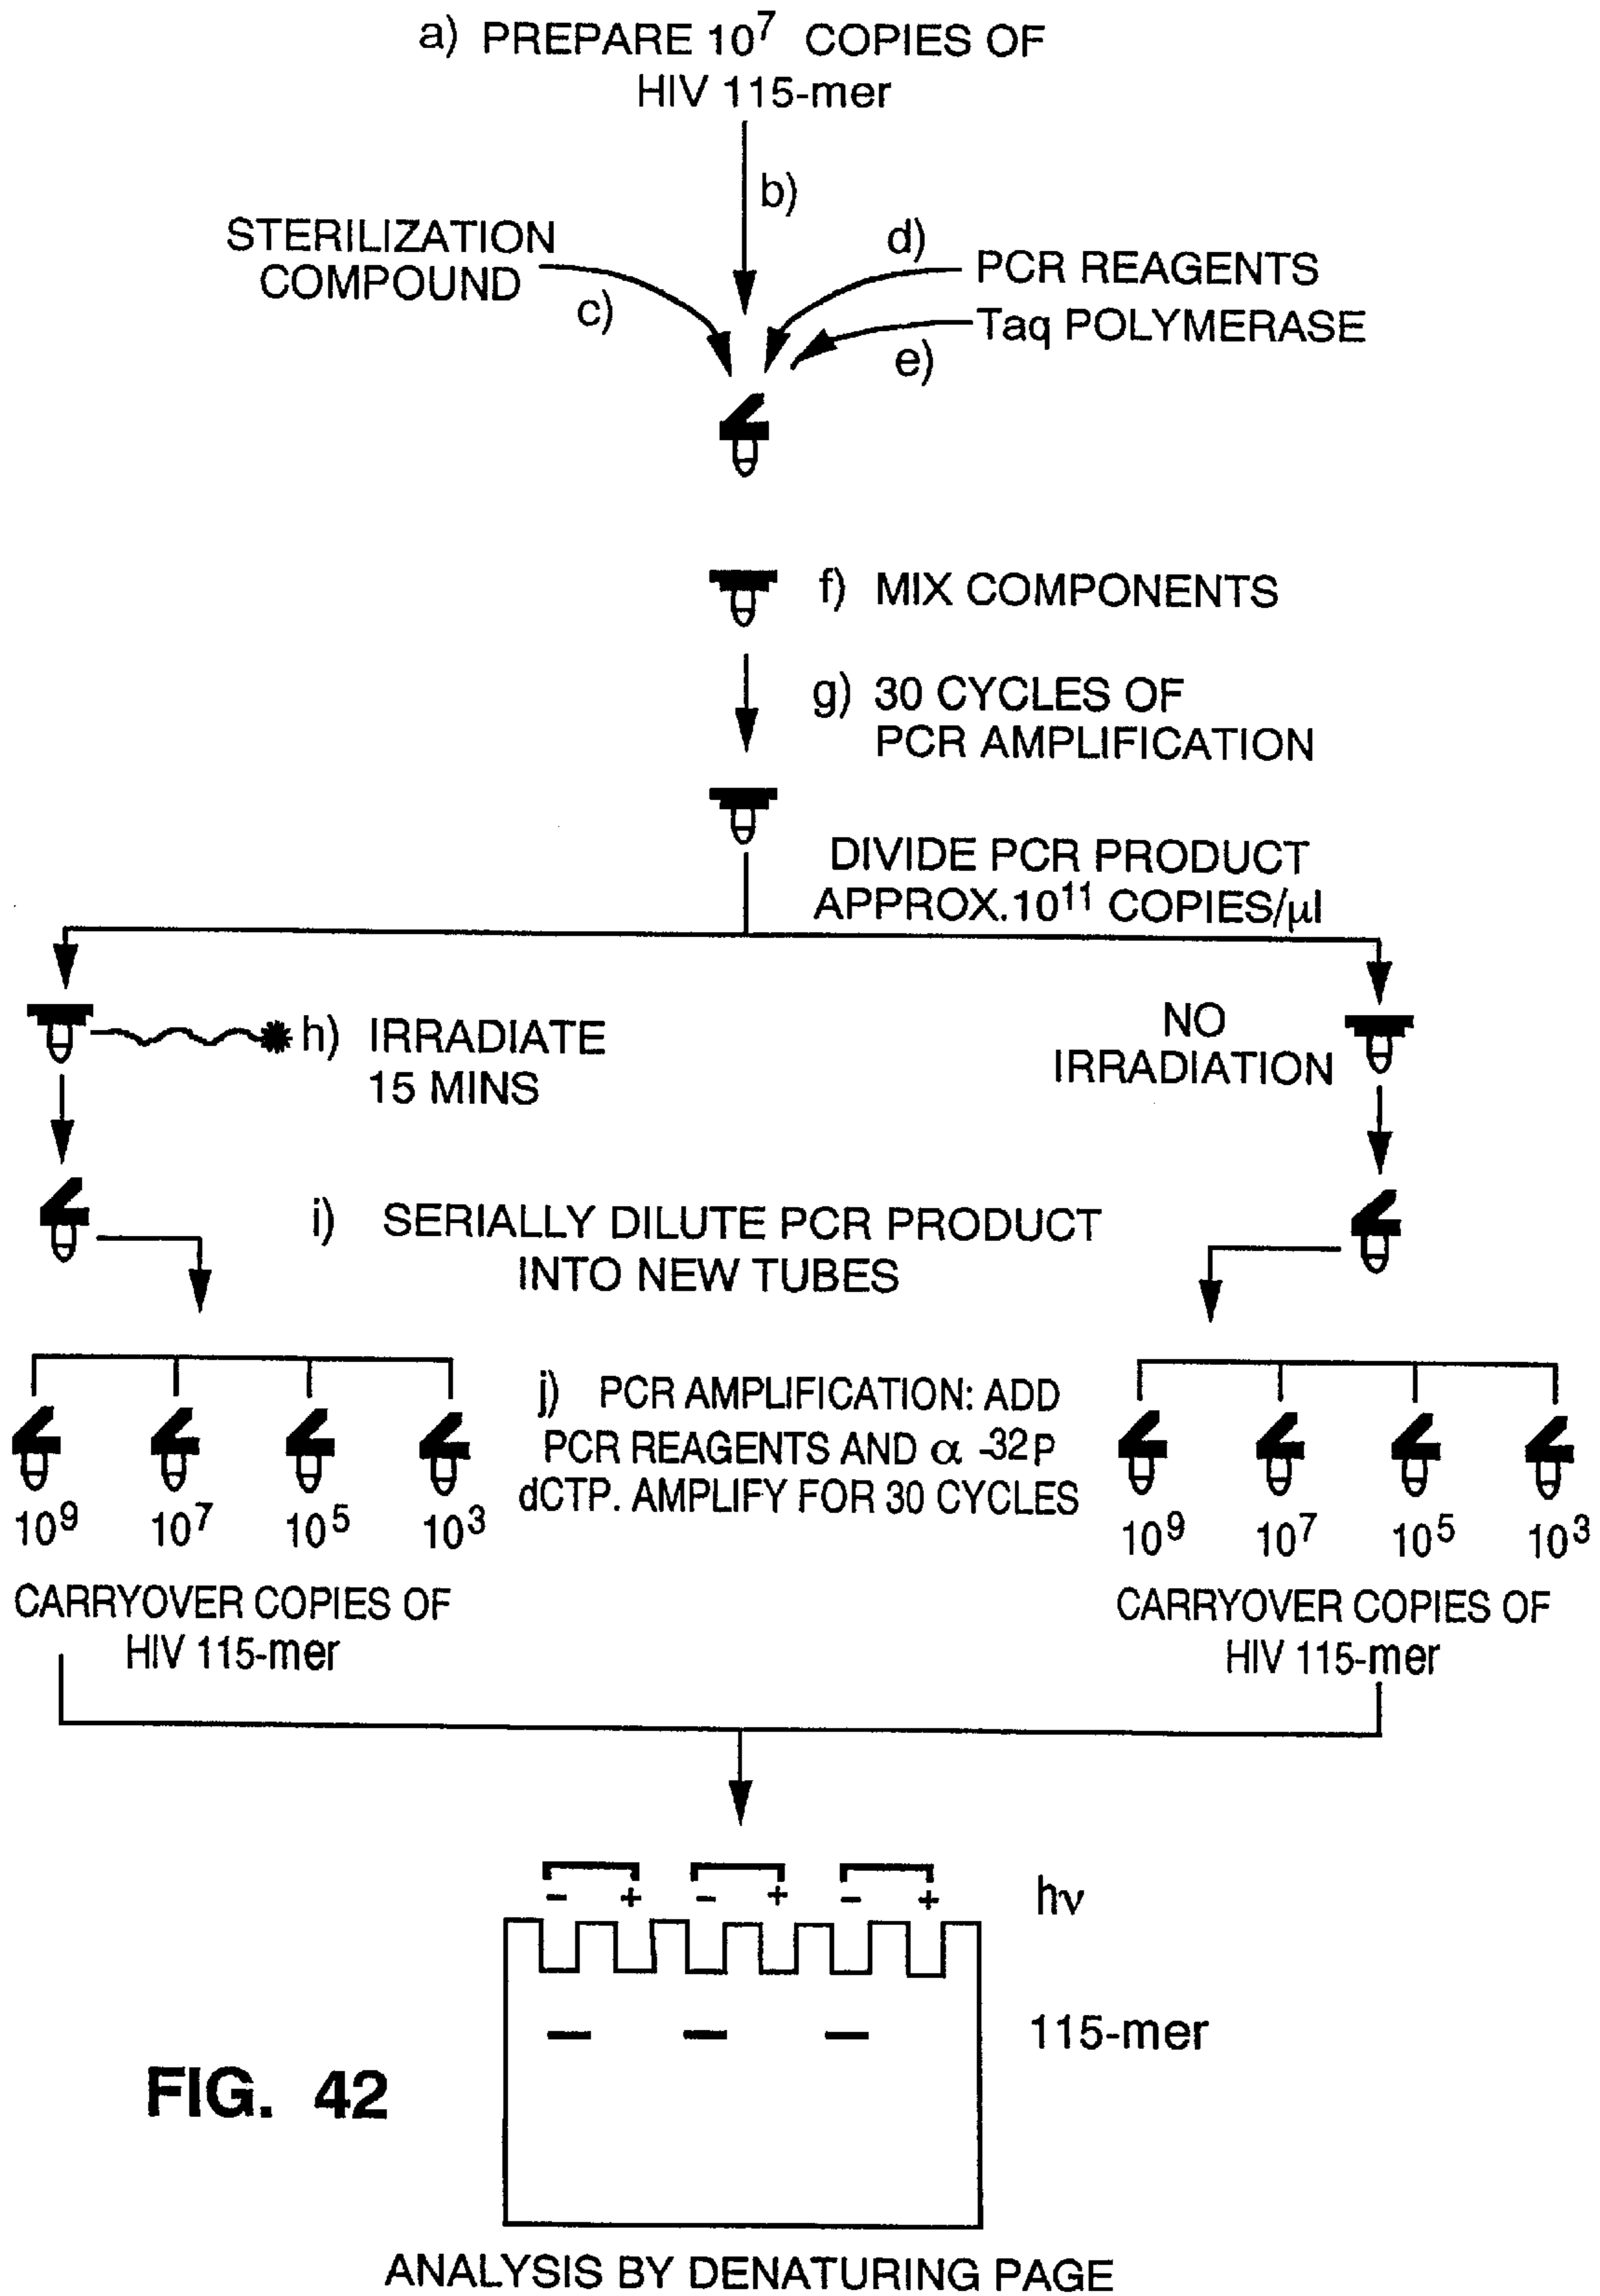 a) PREPARE 10⁷ COPIES OF
HIV 115-mer
b)
STERILIZATION
COMPOUND
c)
d)
PCR REAGENTS
Taq POLYMERASE
e)
f) MIX COMPONENTS
g) 30 CYCLES OF
PCR AMPLIFICATION
DIVIDE PCR PRODUCT
APPROX.10¹¹ COPIES/µl
h) IRRADIATE
15 MINS
NO
IRRADIATION
i) SERIALLY DILUTE PCR PRODUCT
INTO NEW TUBES
j) PCR AMPLIFICATION: ADD
PCR REAGENTS AND α -32P
dCTP. AMPLIFY FOR 30 CYCLES
10⁹ 10⁷ 10⁵ 10³
CARRYOVER COPIES OF
HIV 115-mer
10⁹ 10⁷ 10⁵ 10³
CARRYOVER COPIES OF
HIV 115-mer
– + – + – + hν
115-mer
FIG. 42
ANALYSIS BY DENATURING PAGE